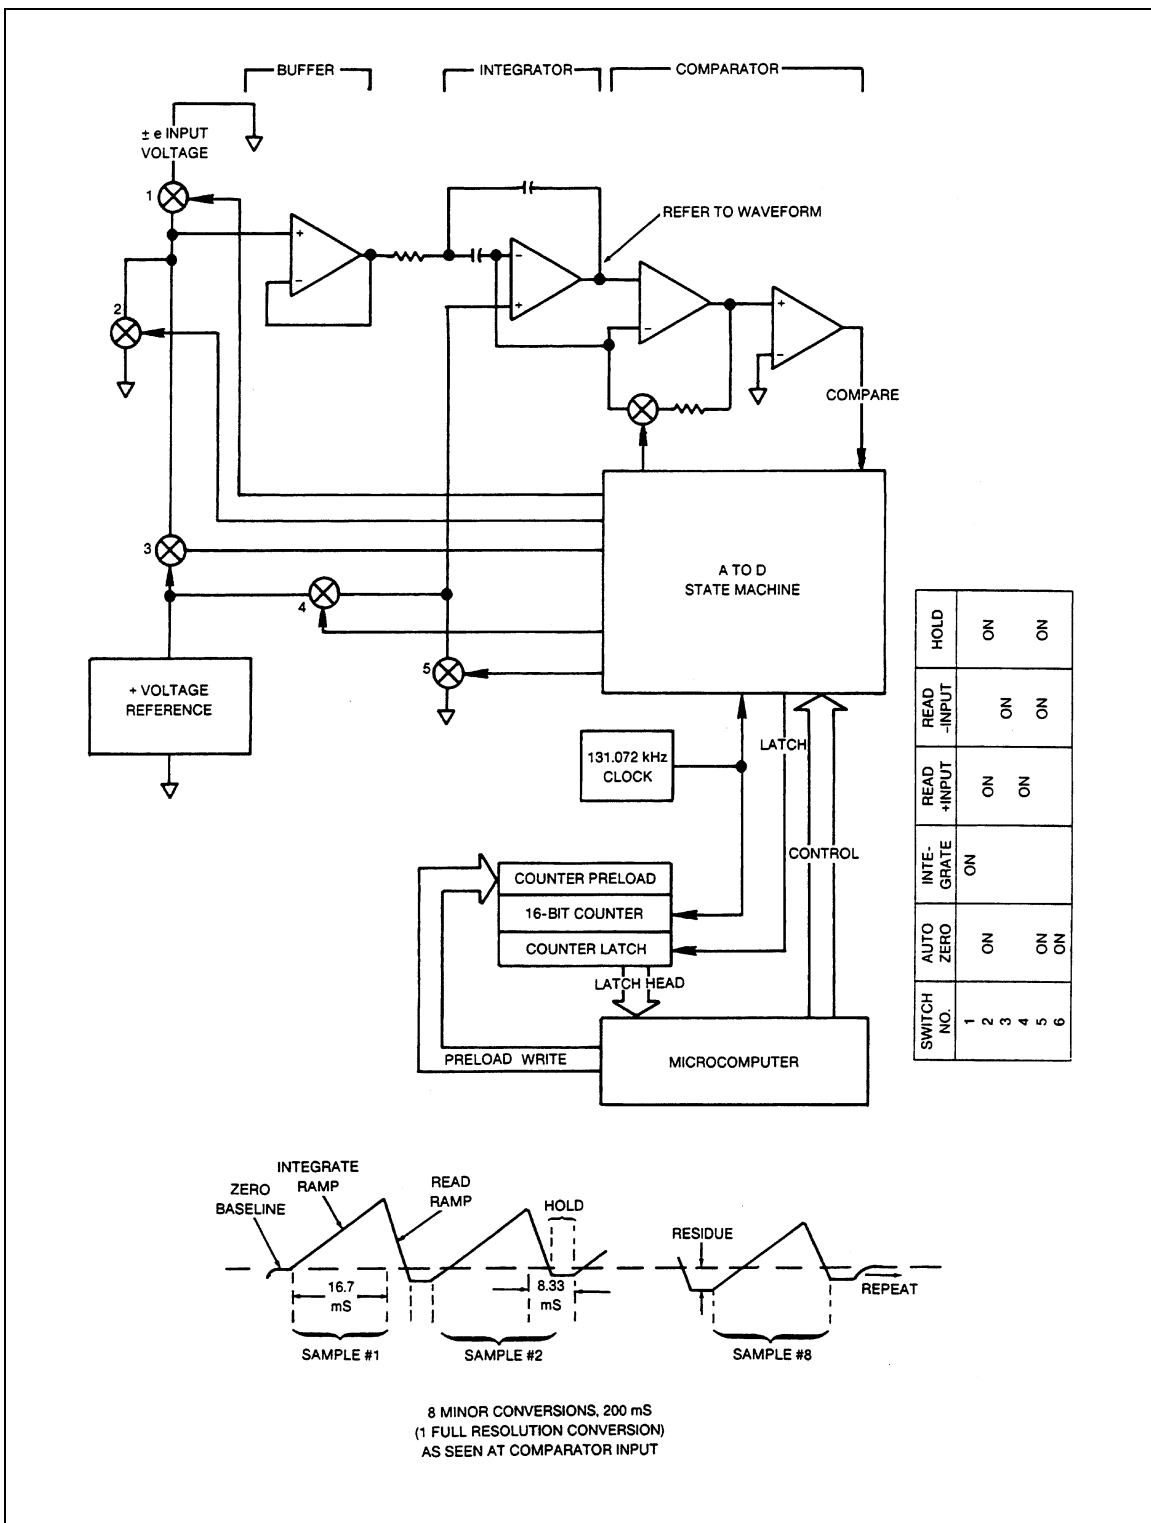 BUFFER
INTEGRATOR
COMPARATOR
± e INPUT
VOLTAGE
1
REFER TO WAVEFORM
+
-
-
+
-
+
-
2
COMPARE
3
A TO D
STATE MACHINE
4
5
+ VOLTAGE
REFERENCE
131.072 kHz
CLOCK
LATCH
CONTROL
COUNTER PRELOAD
16-BIT COUNTER
COUNTER LATCH
LATCH HEAD
PRELOAD WRITE
MICROCOMPUTER
SWITCH NO. AUTO ZERO INTE- GRATE READ +INPUT READ -INPUT HOLD
1 ON
2 ON ON ON
3 ON
4 ON
5 ON ON ON
6 ON
INTEGRATE
RAMP
ZERO
BASELINE
READ
RAMP
HOLD
RESIDUE
16.7
mS
8.33
mS
REPEAT
SAMPLE #1
SAMPLE #2
SAMPLE #8
8 MINOR CONVERSIONS, 200 mS
(1 FULL RESOLUTION CONVERSION)
AS SEEN AT COMPARATOR INPUT